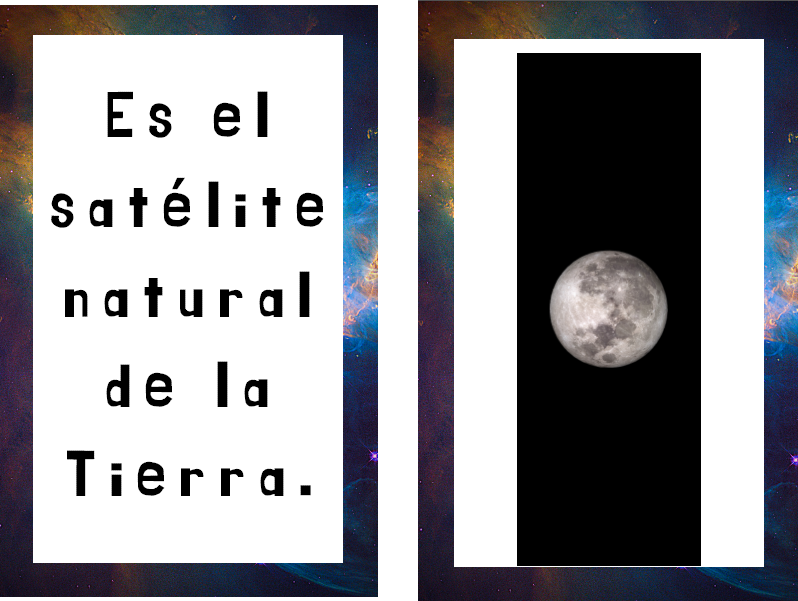 Es el
satélite
natural
de la
Tierra.